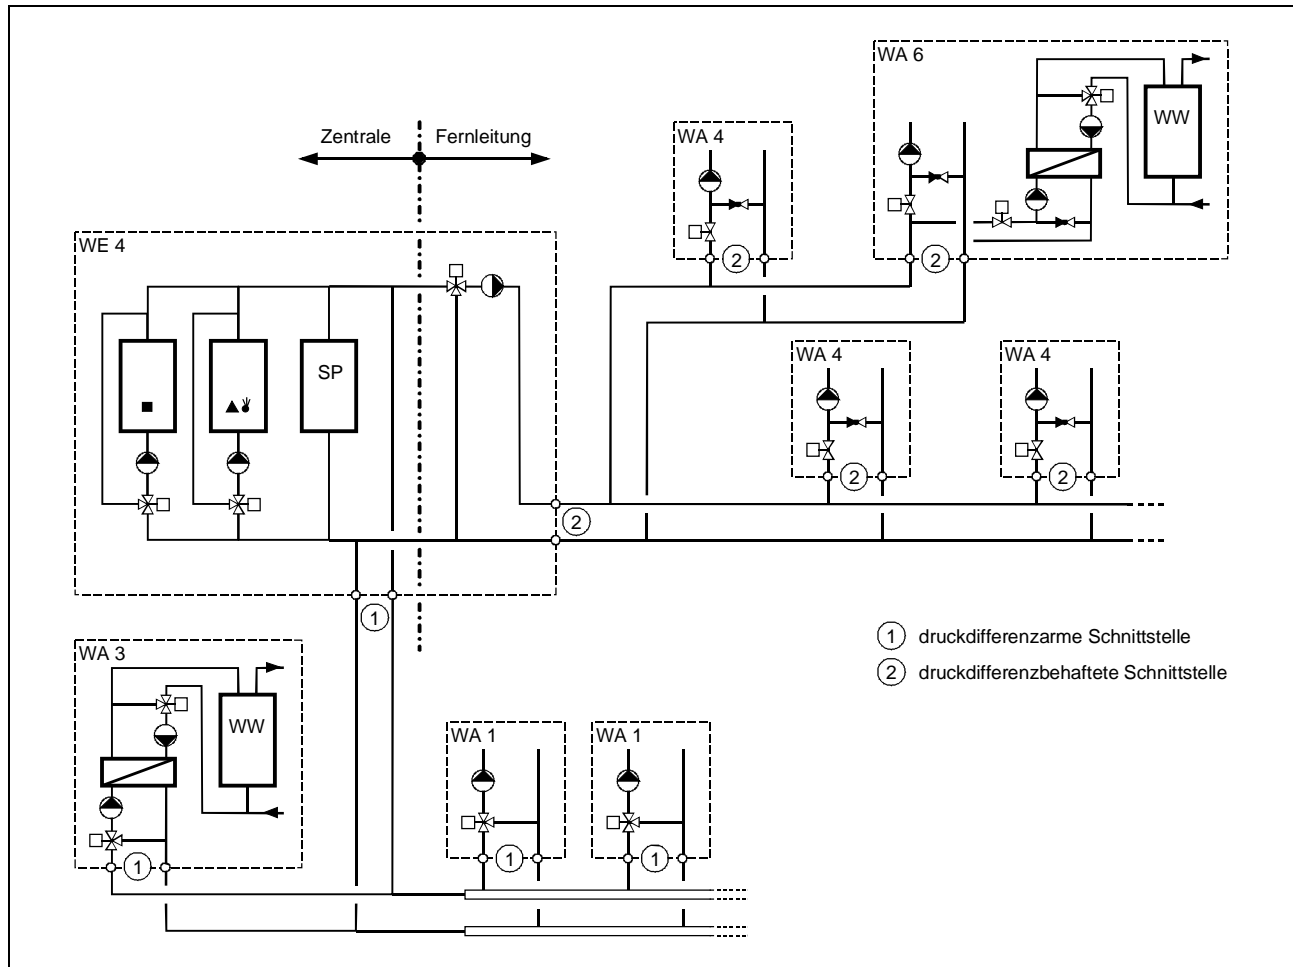 WA 6
WW
WA 4
2
2
Zentrale
Fernleitung
WE 4
SP
WA 4
WA 4
2
2
2
1
1 druckdifferenzarme Schnittstelle
2 druckdifferenzbehaftete Schnittstelle
WA 3
WW
1
WA 1
WA 1
1
1